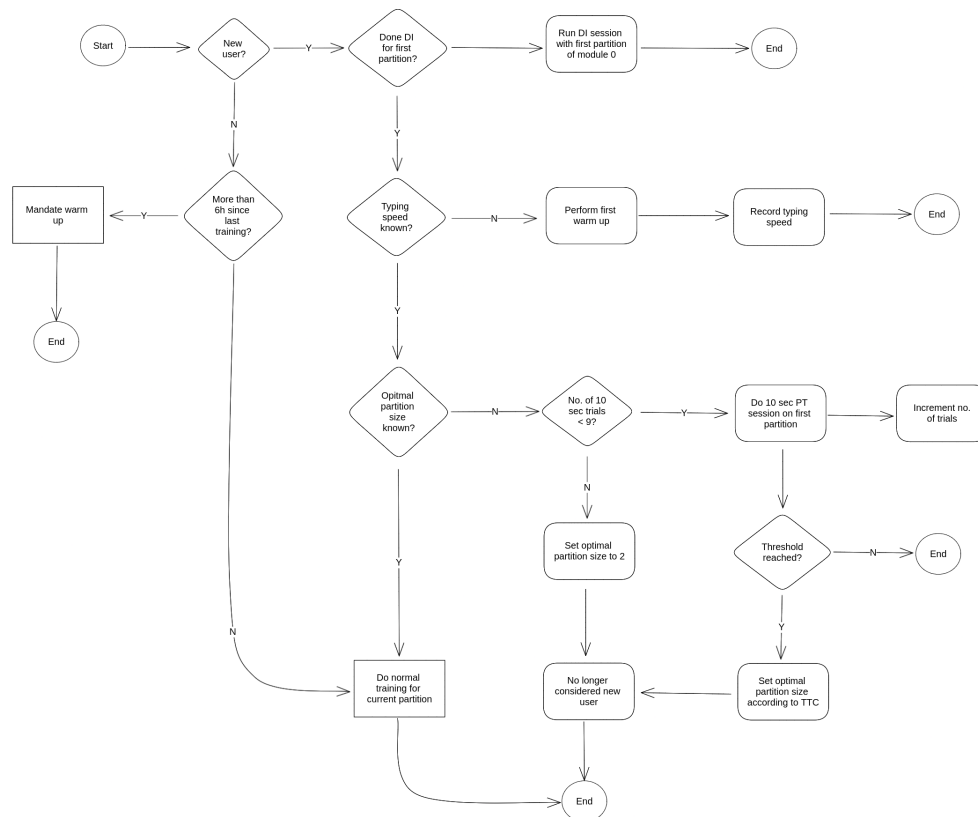 Start
New
user?
Y
Done DI
for first
partition?
Run DI session
with first partition
of module 0
End
N
Y
Mandate warm
up
Y
More than
6h since
last
training?
Typing
speed
known?
N
Perform first
warm up
Record typing
speed
End
End
Y
Opitmal
partition
size
known?
N
No. of 10
sec trials
< 9?
Y
Do 10 sec PT
session on first
partition
Increment no.
of trials
N
Set optimal
partition size to 2
Threshold
reached?
N
End
Y
N
Y
Do normal
training for
current partition
No longer
considered new
user
Set optimal
partition size
according to TTC
End